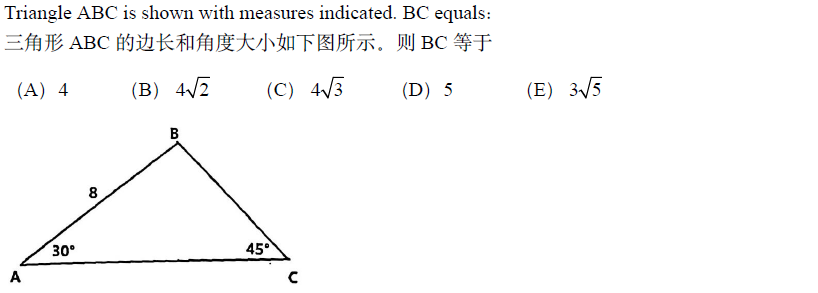 Triangle ABC is shown with measures indicated. BC equals:
三角形 ABC 的边长和角度大小如下图所示。则 BC 等于
(A) 4 (B) 4√2 (C) 4√3 (D) 5 (E) 3√5
B
8
30° 45°
A C